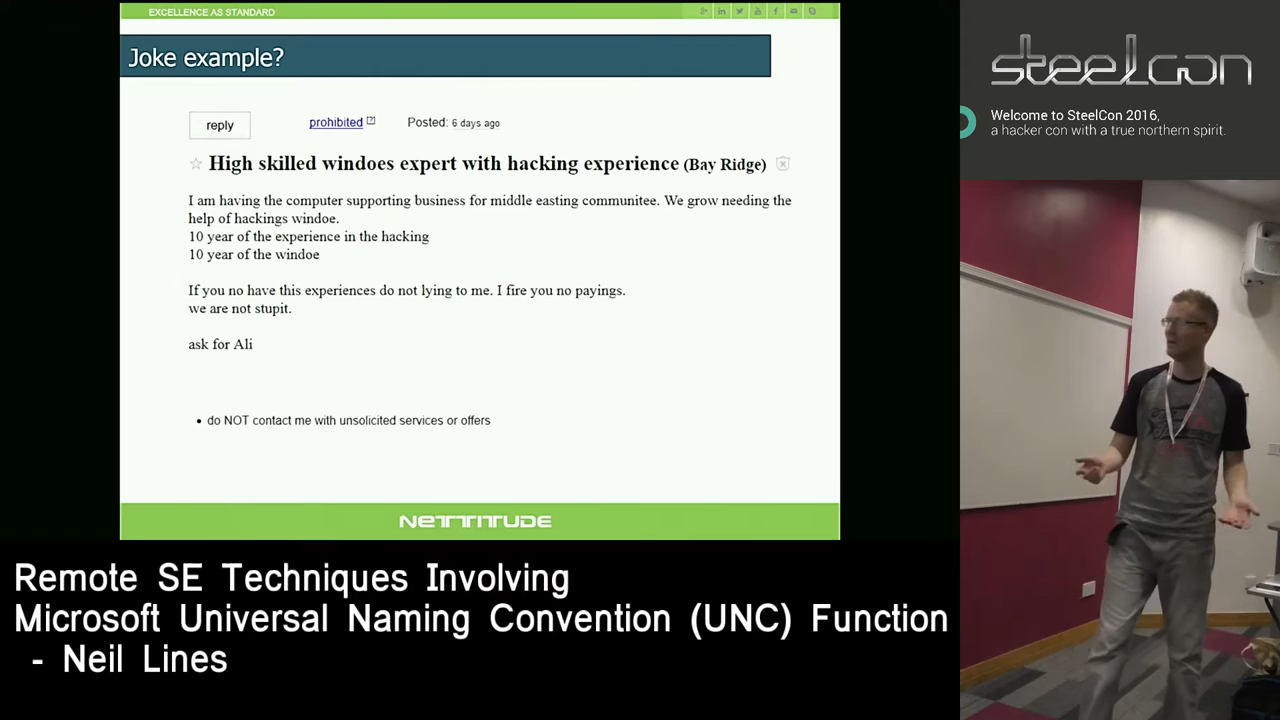 EXCELLENCE AS STANDARD
Joke example?
reply
prohibited
Posted: 6 days ago
High skilled windoes expert with hacking experience (Bay Ridge)
I am having the computer supporting business for middle easting communitee. We grow needing the
help of hackings windoe.
10 year of the experience in the hacking
10 year of the windoe
If you no have this experiences do not lying to me. I fire you no payings.
we are not stupit.
ask for Ali
• do NOT contact me with unsolicited services or offers
NETTITUDE
steelcon
Welcome to SteelCon 2016,
a hacker con with a true northern spirit.
Remote SE Techniques Involving
Microsoft Universal Naming Convention (UNC) Function
- Neil Lines